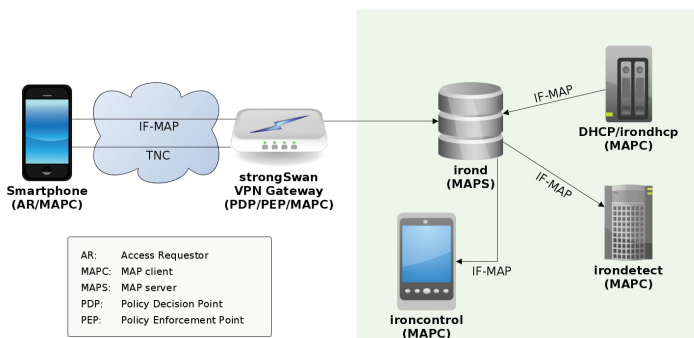 IF-MAP
TNC
Smartphone
(AR/MAPC)
strongSwan
VPN Gateway
(PDP/PEP/MAPC)
irond
(MAPS)
IF-MAP
DHCP/irondhcp
(MAPC)
IF-MAP
irondetect
(MAPC)
IF-MAP
ironcontrol
(MAPC)
AR: Access Requestor
MAPC: MAP client
MAPS: MAP server
PDP: Policy Decision Point
PEP: Policy Enforcement Point